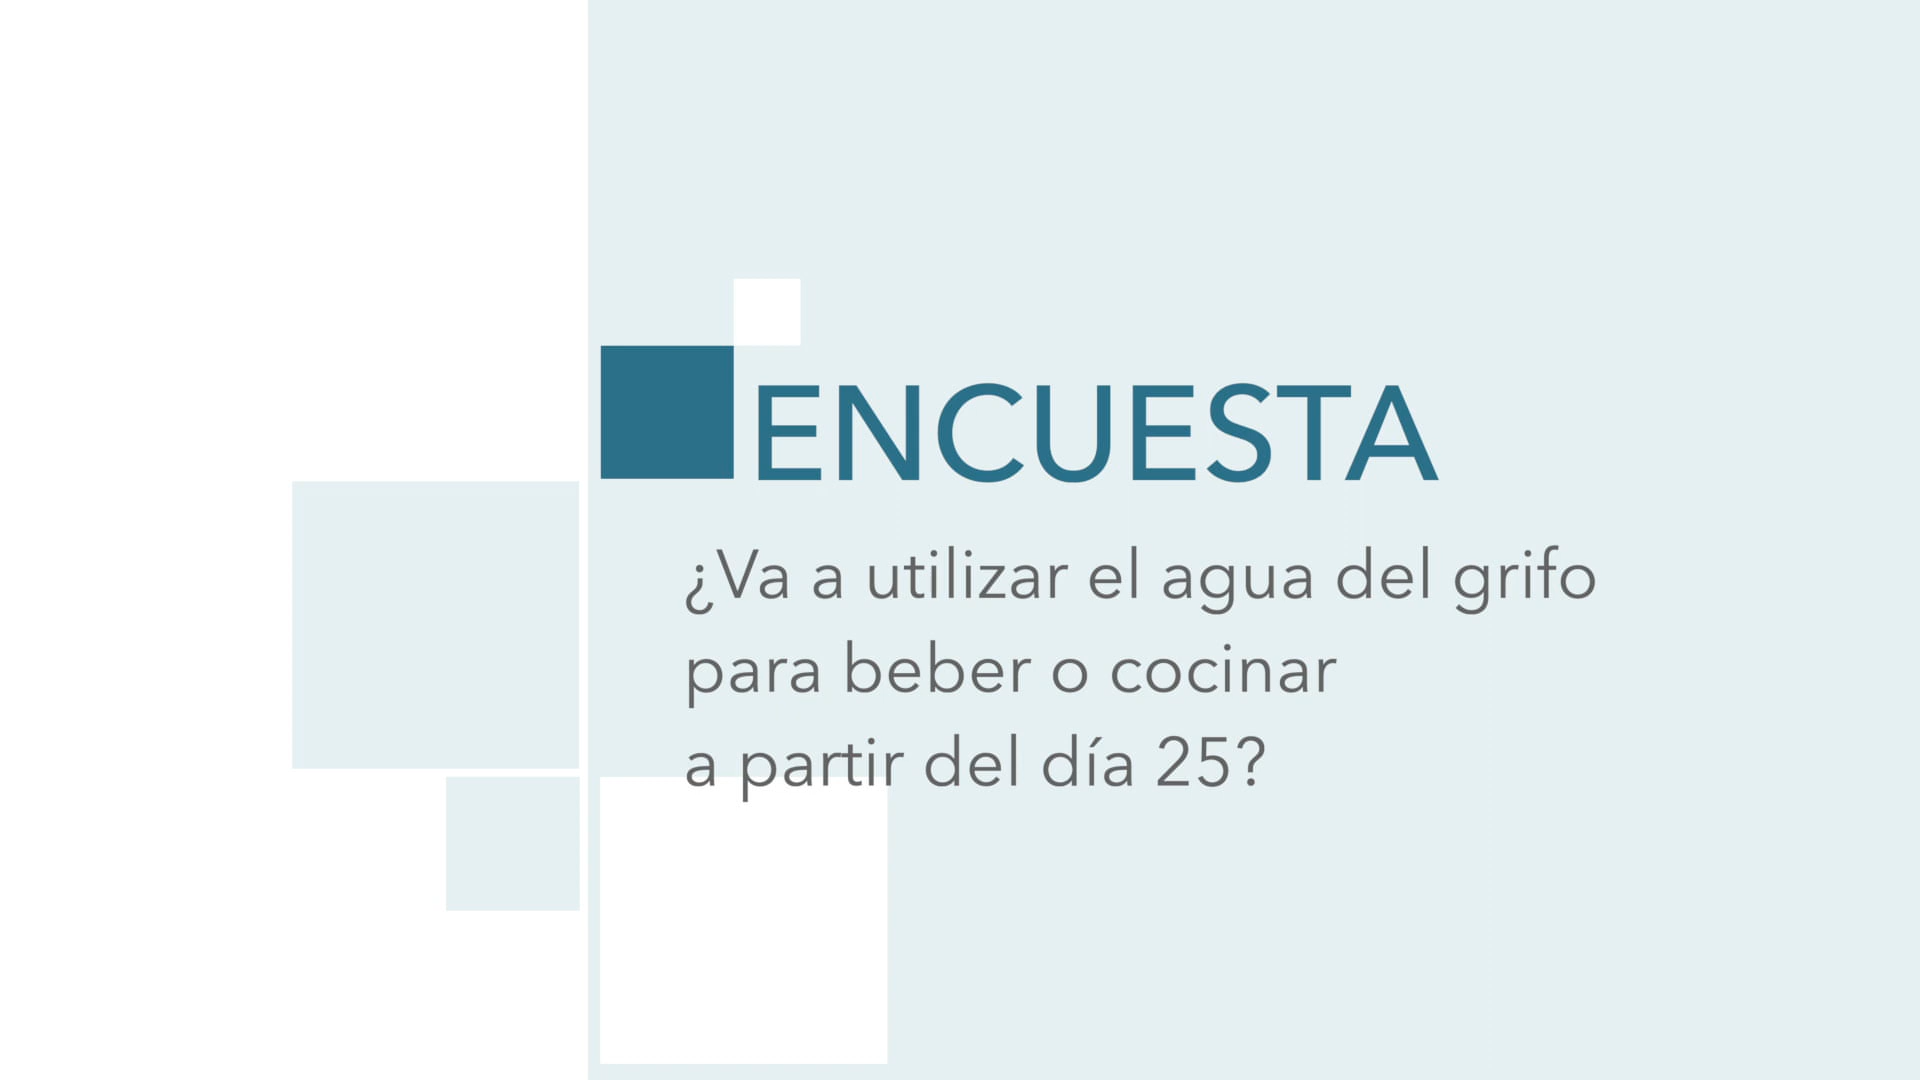 ENCUESTA
¿Va a utilizar el agua del grifo
para beber o cocinar
a partir del día 25?